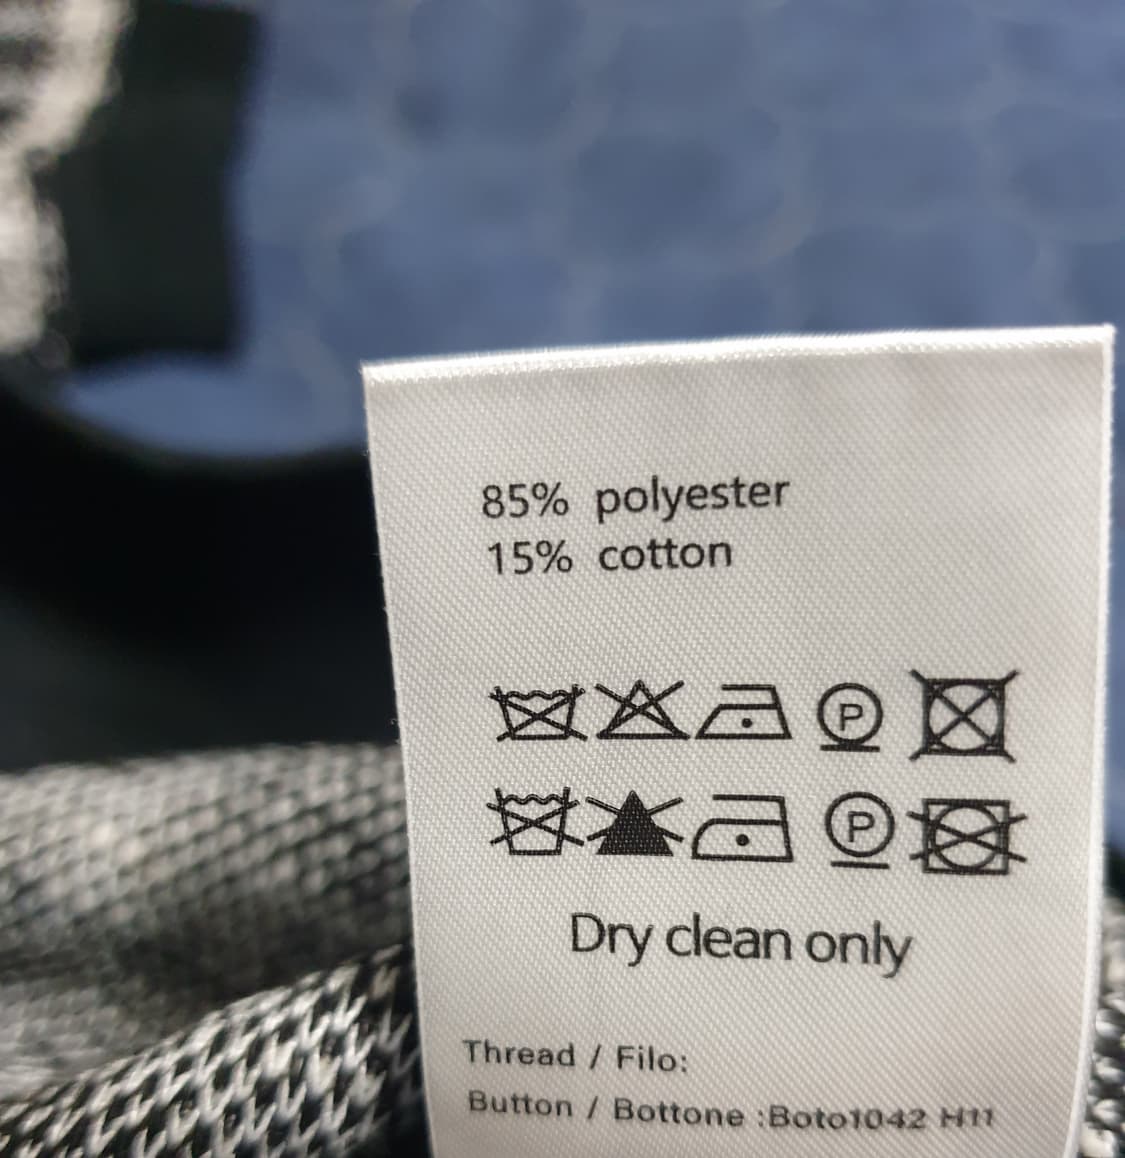 85% polyester
15% cotton
P
P
Dry clean only
Thread / Filo:
Button / Bottone :Boto1042 H11